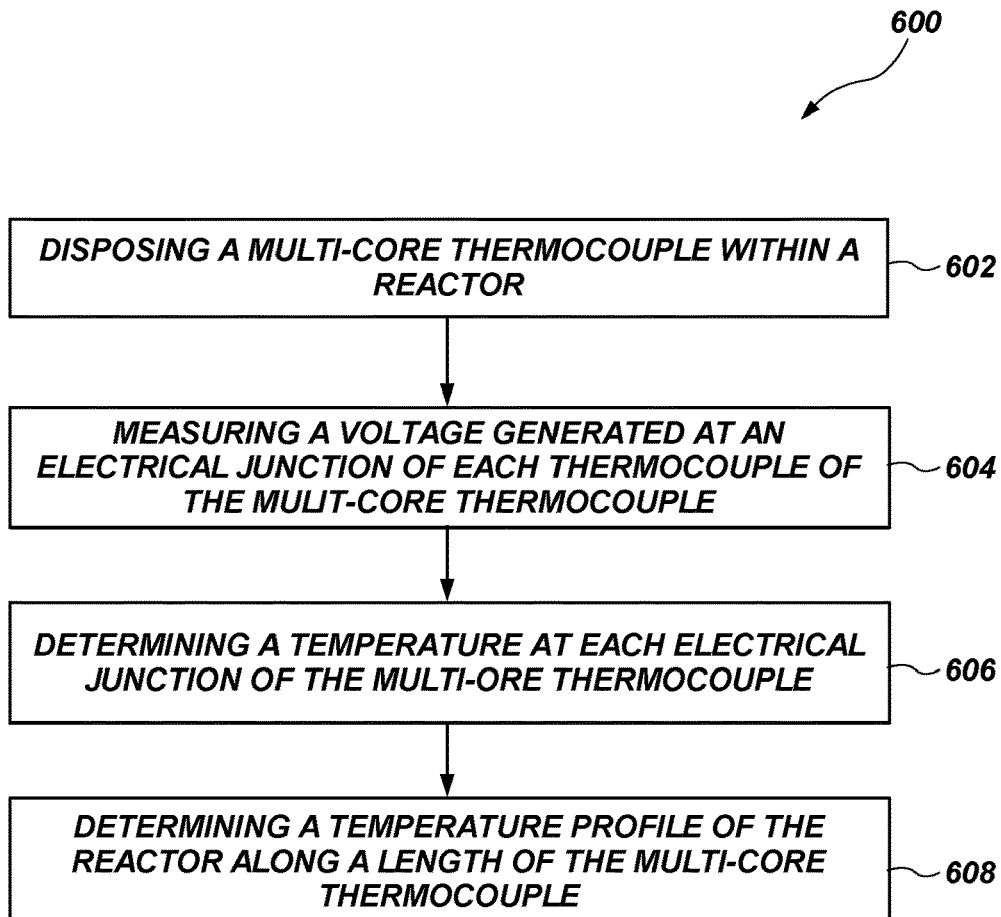 600
DISPOSING A MULTI-CORE THERMOCOUPLE WITHIN A
REACTOR
602
MEASURING A VOLTAGE GENERATED AT AN
ELECTRICAL JUNCTION OF EACH THERMOCOUPLE OF
THE MULIT-CORE THERMOCOUPLE
604
DETERMINING A TEMPERATURE AT EACH ELECTRICAL
JUNCTION OF THE MULTI-ORE THERMOCOUPLE
606
DETERMINING A TEMPERATURE PROFILE OF THE
REACTOR ALONG A LENGTH OF THE MULTI-CORE
THERMOCOUPLE
608